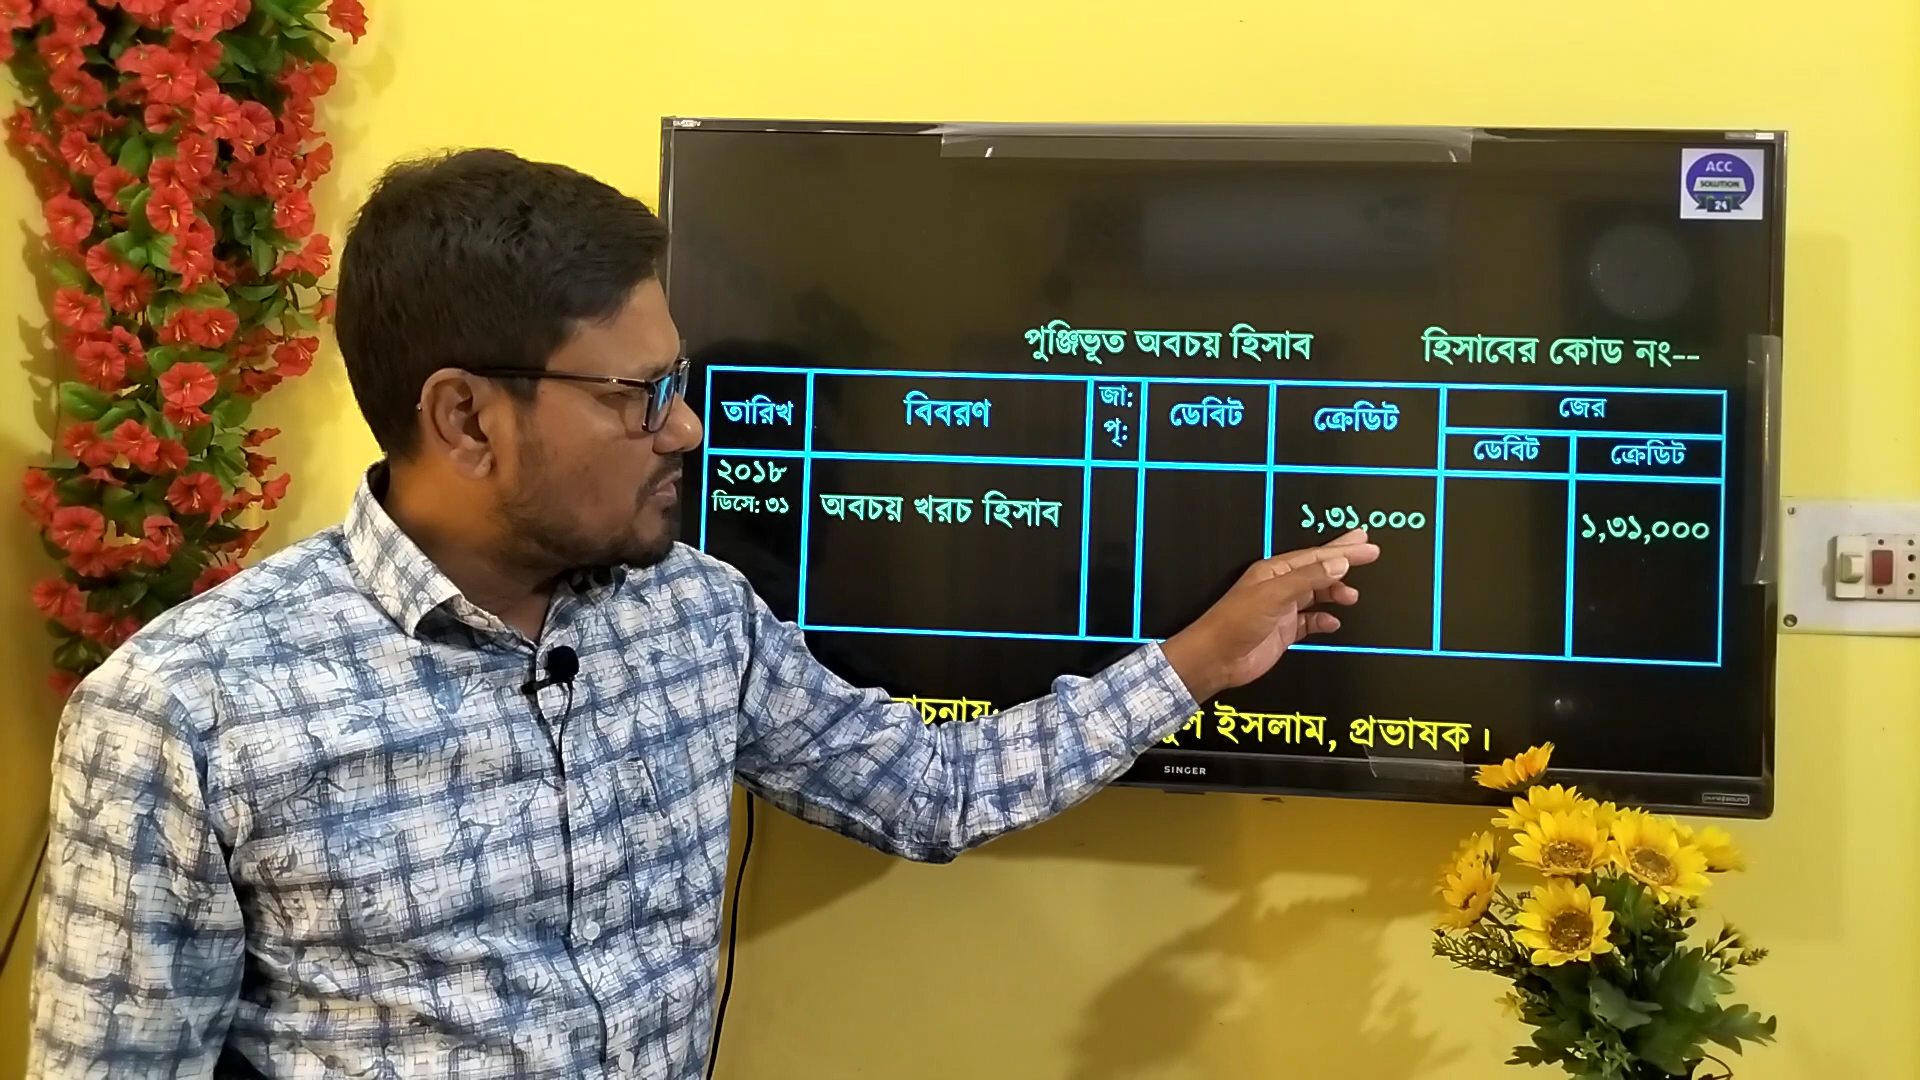 ACC
SOLUTION
24
পুঞ্জিভূত অবচয় হিসাব হিসাবের কোড নং--
তারিখ বিবরণ জা: পৃ: ডেবিট ক্রেডিট জের
ডেবিট ক্রেডিট
২০১৮
ডিসে: ৩১ অবচয় খরচ হিসাব ১,৩১,০০০ ১,৩১,০০০
ইসলাম, প্রভাষক।
SINGER